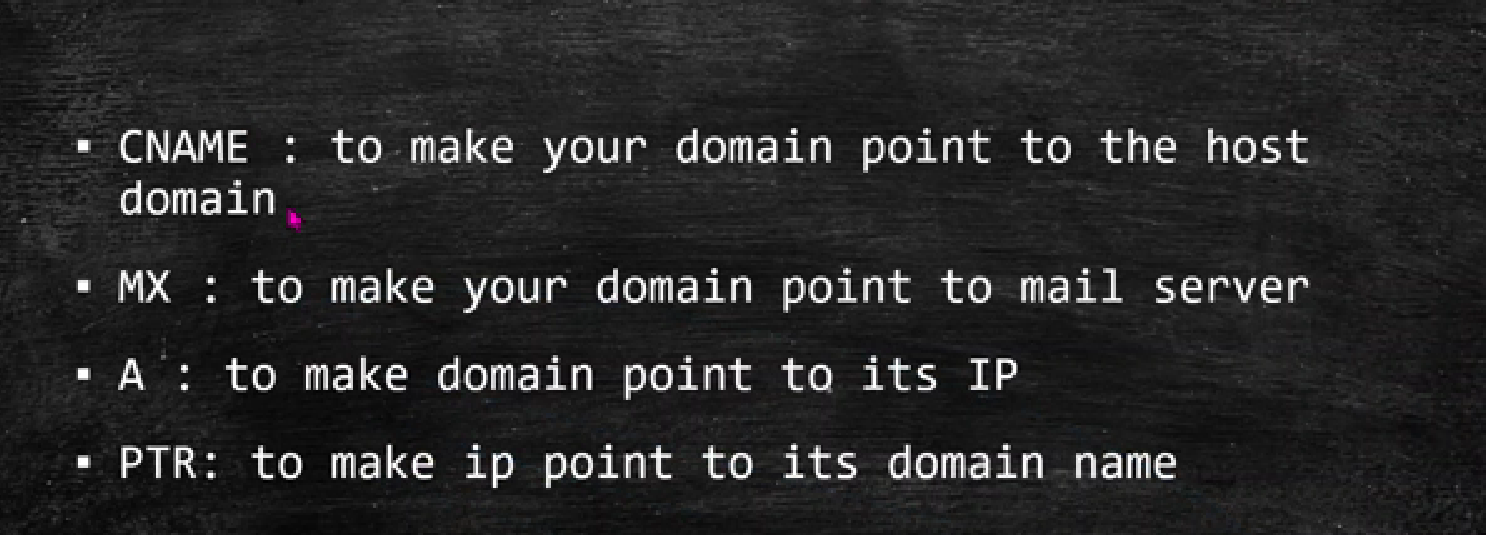 ▪ CNAME : to make your domain point to the host
domain
▪ MX : to make your domain point to mail server
▪ A : to make domain point to its IP
▪ PTR: to make ip point to its domain name